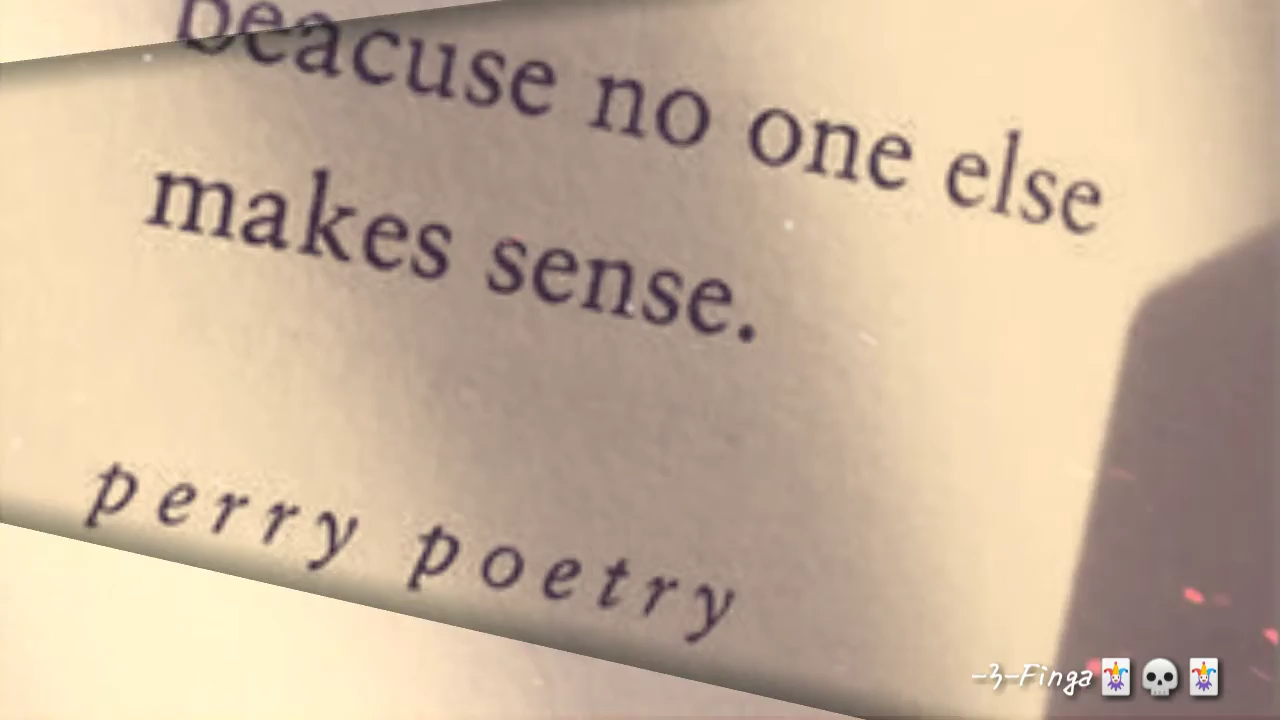 beacuse no one else
makes sense.
perry poetry
-3-Finga🃏💀🃏